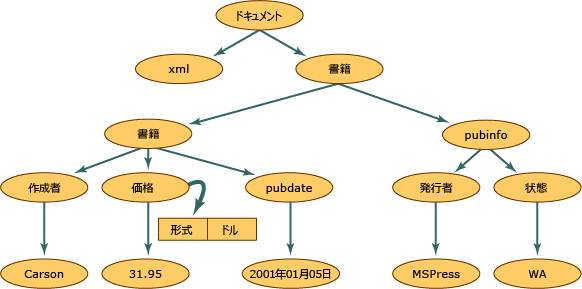 ドキュメント
xml
書籍
書籍
pubinfo
作成者
価格
pubdate
発行者
状態
形式 ドル
Carson
31.95
2001年01月05日
MSPress
WA